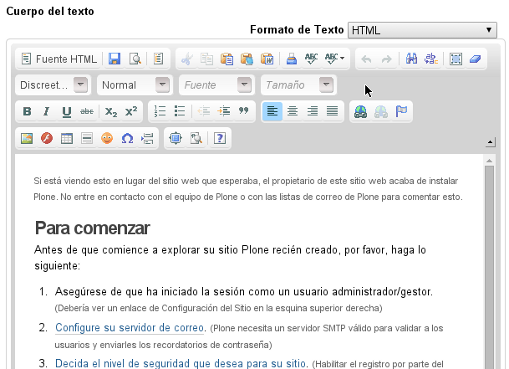 Cuerpo del texto
Formato de Texto HTML
Fuente HTML
Discreet... Normal Fuente Tamaño
B I U abc X₂ X²
Si está viendo esto en lugar del sitio web que esperaba, el propietario de este sitio web acaba de instalar
Plone. No entre en contacto con el equipo de Plone o con las listas de correo de Plone para comentar esto.
Para comenzar
Antes de que comience a explorar su sitio Plone recién creado, por favor, haga lo
siguiente:
1. Asegúrese de que ha iniciado la sesión como un usuario administrador/gestor.
(Debería ver un enlace de Configuración del Sitio en la esquina superior derecha)
2. Configure su servidor de correo. (Plone necesita un servidor SMTP válido para validar a los
usuarios y enviarles los recordatorios de contraseña)
3. Decida el nivel de seguridad que desea para su sitio. (Habilitar el registro por parte del